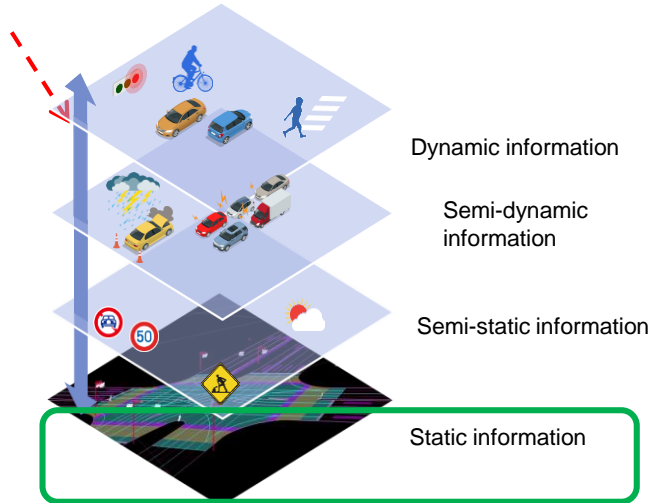 Dynamic information
Semi-dynamic
information
Semi-static information
50
Static information